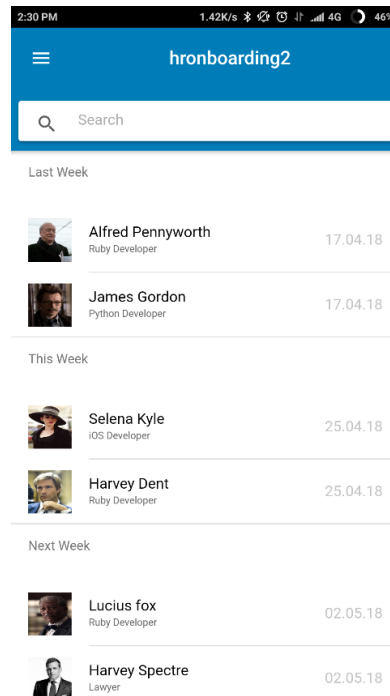 2:30 PM 1.42K/s 4G 46%
hronboarding2
Search
Last Week
Alfred Pennyworth
Ruby Developer
17.04.18
James Gordon
Python Developer
17.04.18
This Week
Selena Kyle
iOS Developer
25.04.18
Harvey Dent
Ruby Developer
25.04.18
Next Week
Lucius fox
Ruby Developer
02.05.18
Harvey Spectre
Lawyer
02.05.18